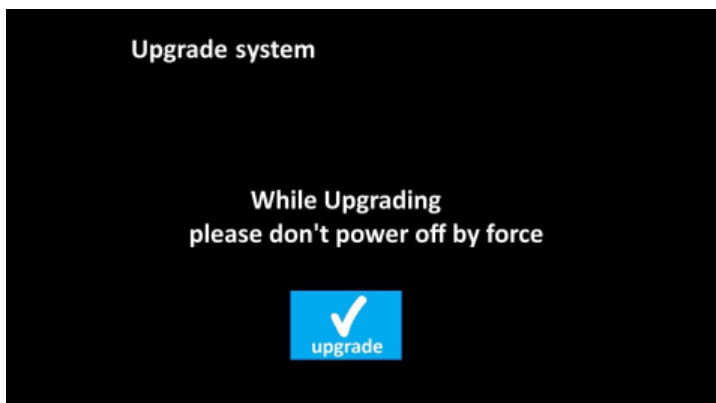 Upgrade system
While Upgrading
please don't power off by force
upgrade